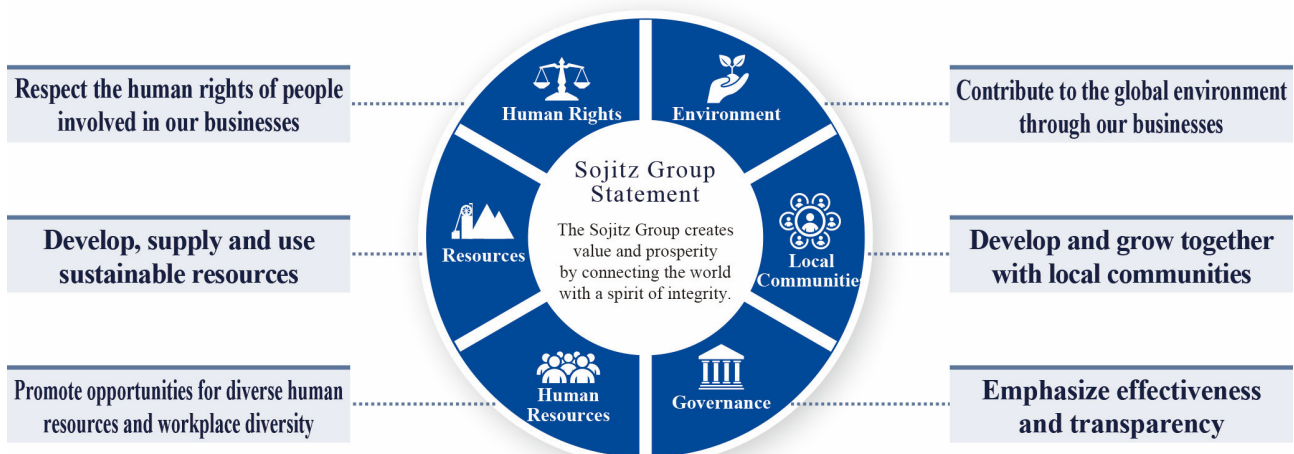 Respect the human rights of people
involved in our businesses
Human Rights
Environment
Contribute to the global environment
through our businesses
Sojitz Group
Statement
The Sojitz Group creates
value and prosperity
by connecting the world
with a spirit of integrity.
Develop, supply and use
sustainable resources
Resources
Local
Communities
Develop and grow together
with local communities
Promote opportunities for diverse human
resources and workplace diversity
Human
Resources
Governance
Emphasize effectiveness
and transparency